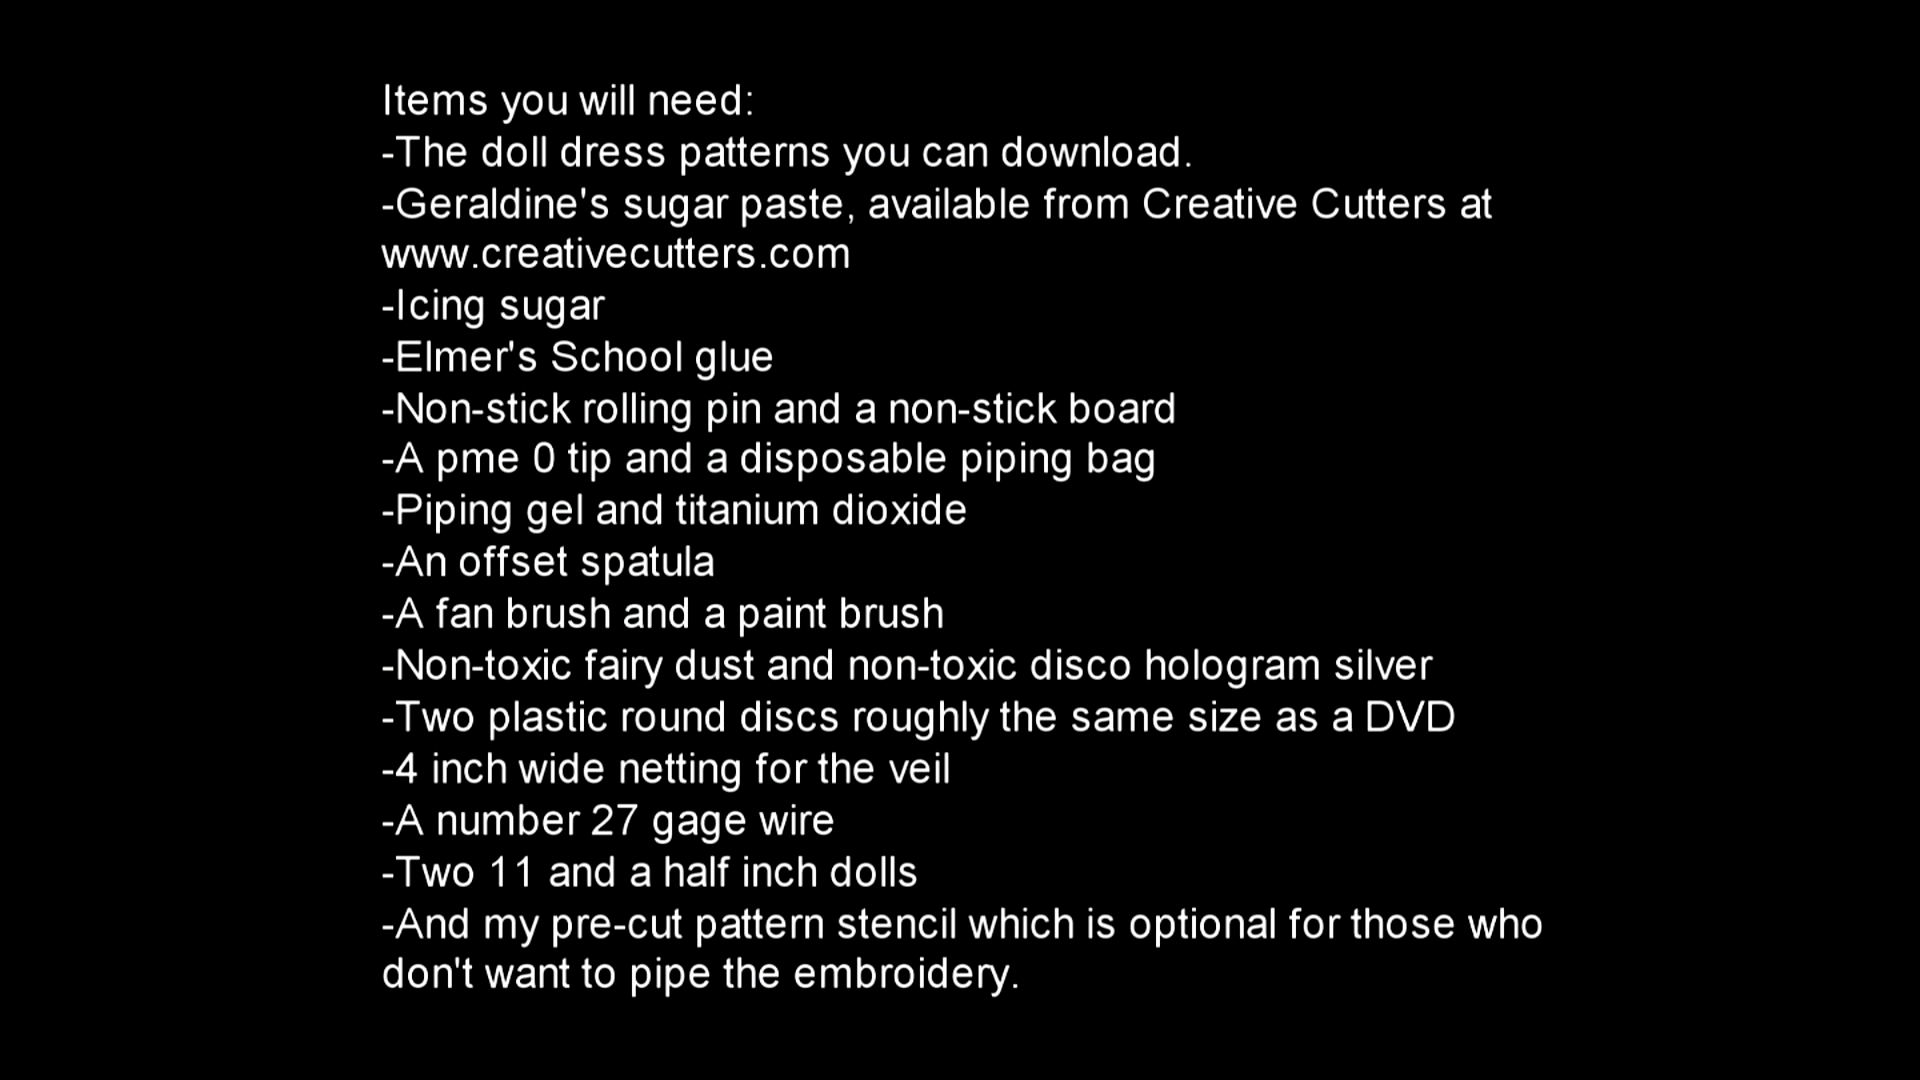 Items you will need:
-The doll dress patterns you can download.
-Geraldine's sugar paste, available from Creative Cutters at
www.creativecutters.com
-Icing sugar
-Elmer's School glue
-Non-stick rolling pin and a non-stick board
-A pme 0 tip and a disposable piping bag
-Piping gel and titanium dioxide
-An offset spatula
-A fan brush and a paint brush
-Non-toxic fairy dust and non-toxic disco hologram silver
-Two plastic round discs roughly the same size as a DVD
-4 inch wide netting for the veil
-A number 27 gage wire
-Two 11 and a half inch dolls
-And my pre-cut pattern stencil which is optional for those who
don't want to pipe the embroidery.